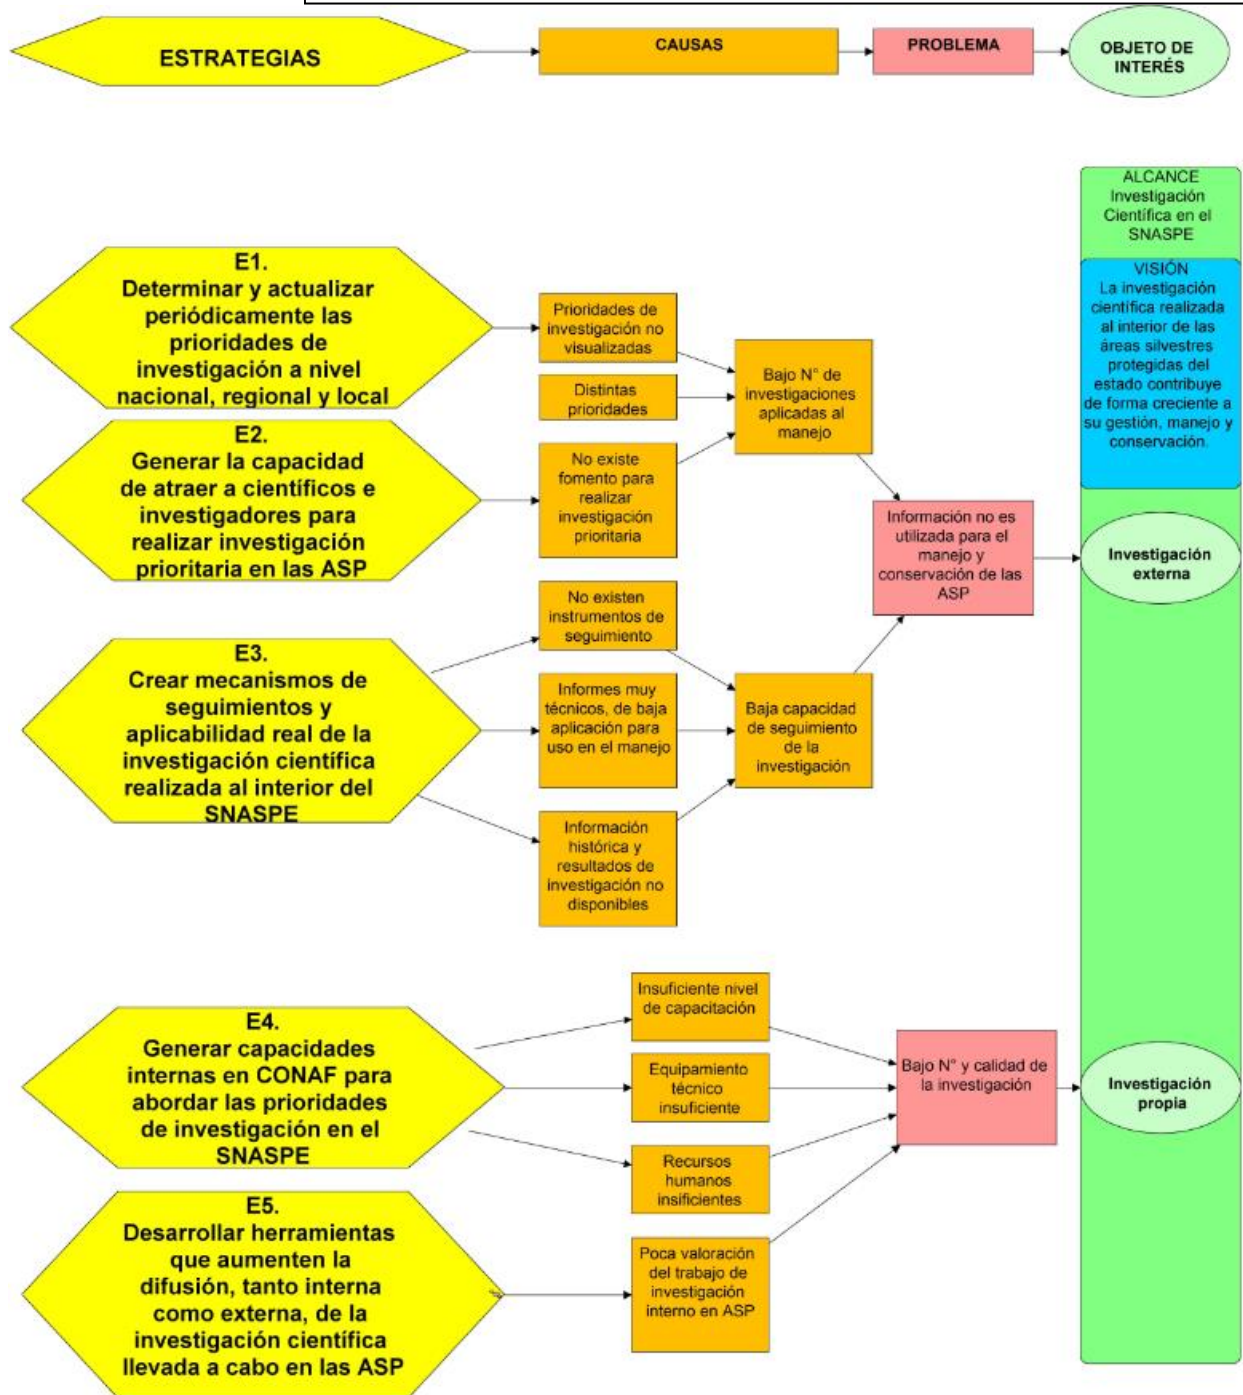 ESTRATEGIAS
CAUSAS
PROBLEMA
OBJETO DE
INTERÉS
ALCANCE
Investigación
Científica en el
SNASPE
VISIÓN
La investigación
científica realizada
al interior de las
áreas silvestres
protegidas del
estado contribuye
de forma creciente a
su gestión, manejo y
conservación.
E1.
Determinar y actualizar
periódicamente las
prioridades de
investigación a nivel
nacional, regional y local
Prioridades de
investigación no
visualizadas
Distintas
prioridades
Bajo N° de
investigaciones
aplicadas al
manejo
E2.
Generar la capacidad
de atraer a científicos e
investigadores para
realizar investigación
prioritaria en las ASP
No existe
fomento para
realizar
investigación
prioritaria
Información no es
utilizada para el
manejo y
conservación de las
ASP
Investigación
externa
E3.
Crear mecanismos de
seguimientos y
aplicabilidad real de la
investigación científica
realizada al interior del
SNASPE
No existen
instrumentos de
seguimiento
Informes muy
técnicos, de baja
aplicación para
uso en el manejo
Información
histórica y
resultados de
investigación no
disponibles
Baja capacidad
de seguimiento
de la
investigación
E4.
Generar capacidades
internas en CONAF para
abordar las prioridades
de investigación en el
SNASPE
Insuficiente nivel
de capacitación
Equipamiento
técnico
insuficiente
Recursos
humanos
insificientes
Bajo N° y calidad de
la investigación
Investigación
propia
E5.
Desarrollar herramientas
que aumenten la
difusión, tanto interna
como externa, de la
investigación científica
llevada a cabo en las ASP
Poca valoración
del trabajo de
investigación
interno en ASP